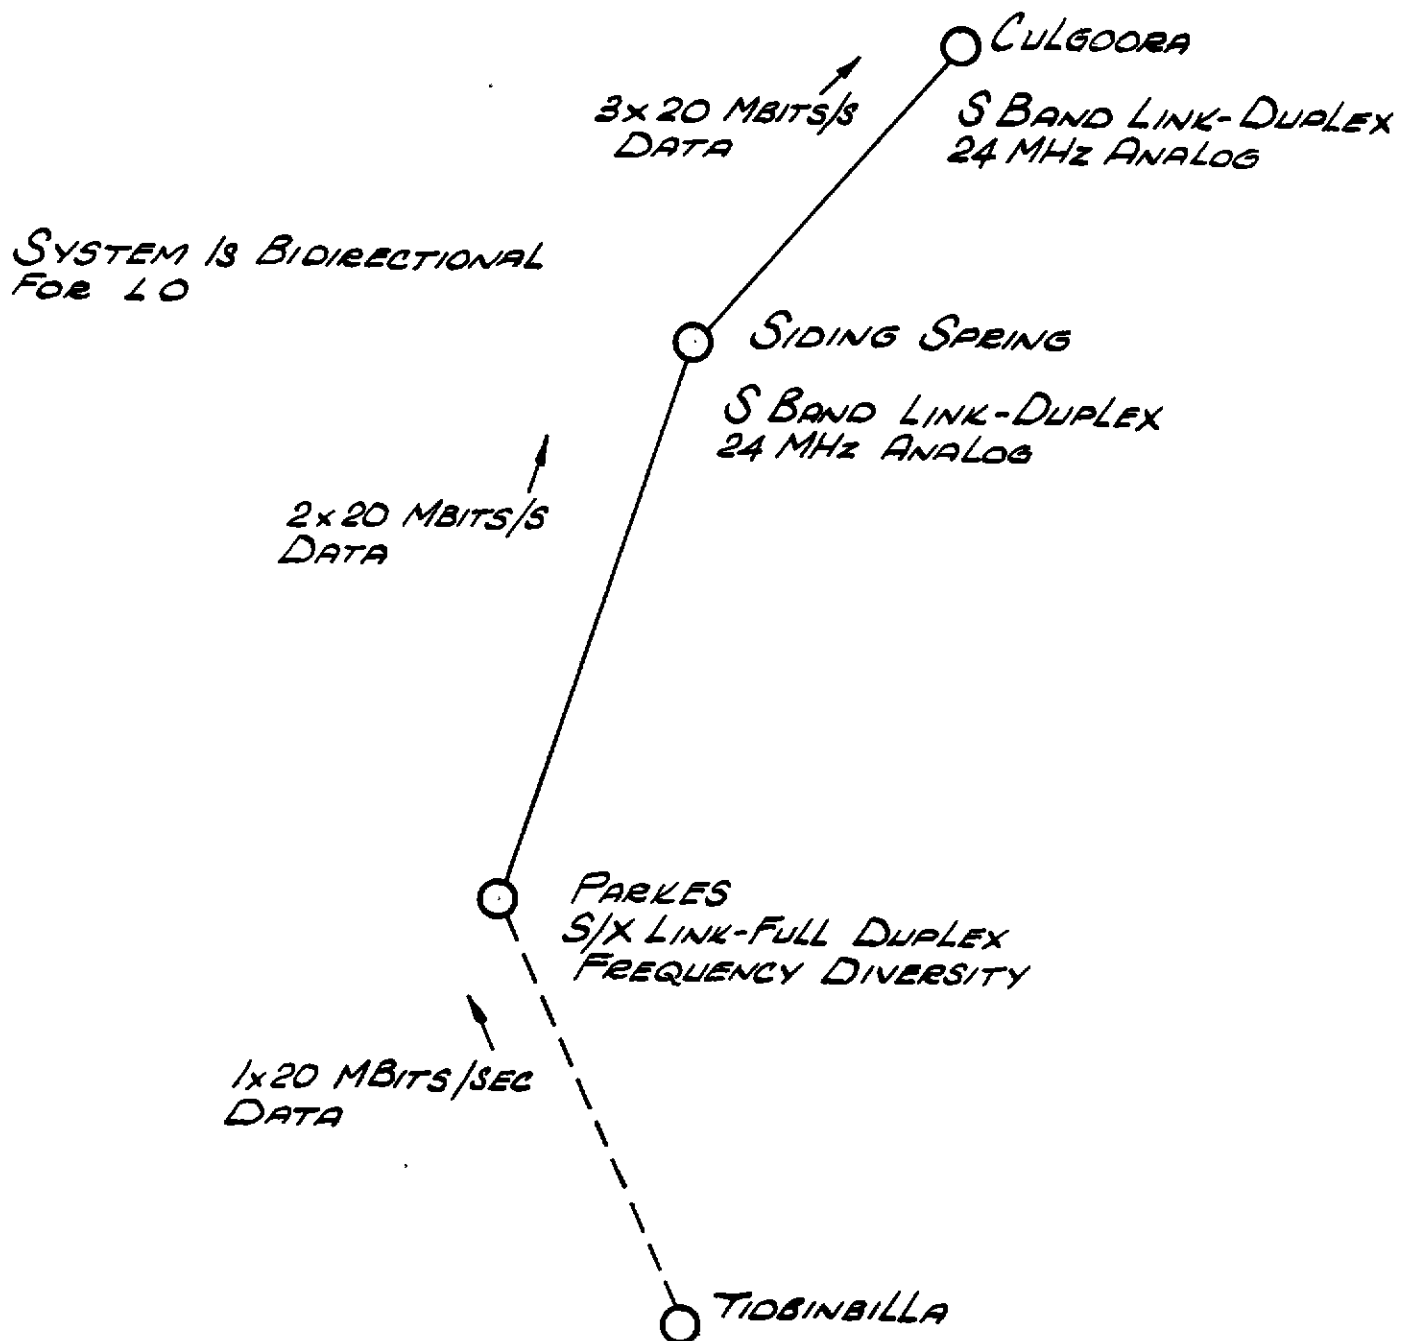 CULGOORA
3x20 MBITS/S
DATA
S BAND LINK-DUPLEX
24 MHZ ANALOG
SYSTEM IS BIDIRECTIONAL
FOR LO
SIDING SPRING
S BAND LINK-DUPLEX
24 MHZ ANALOG
2x20 MBITS/S
DATA
PARKES
S/X LINK-FULL DUPLEX
FREQUENCY DIVERSITY
1x20 MBITS/SEC
DATA
TIDBINBILLA